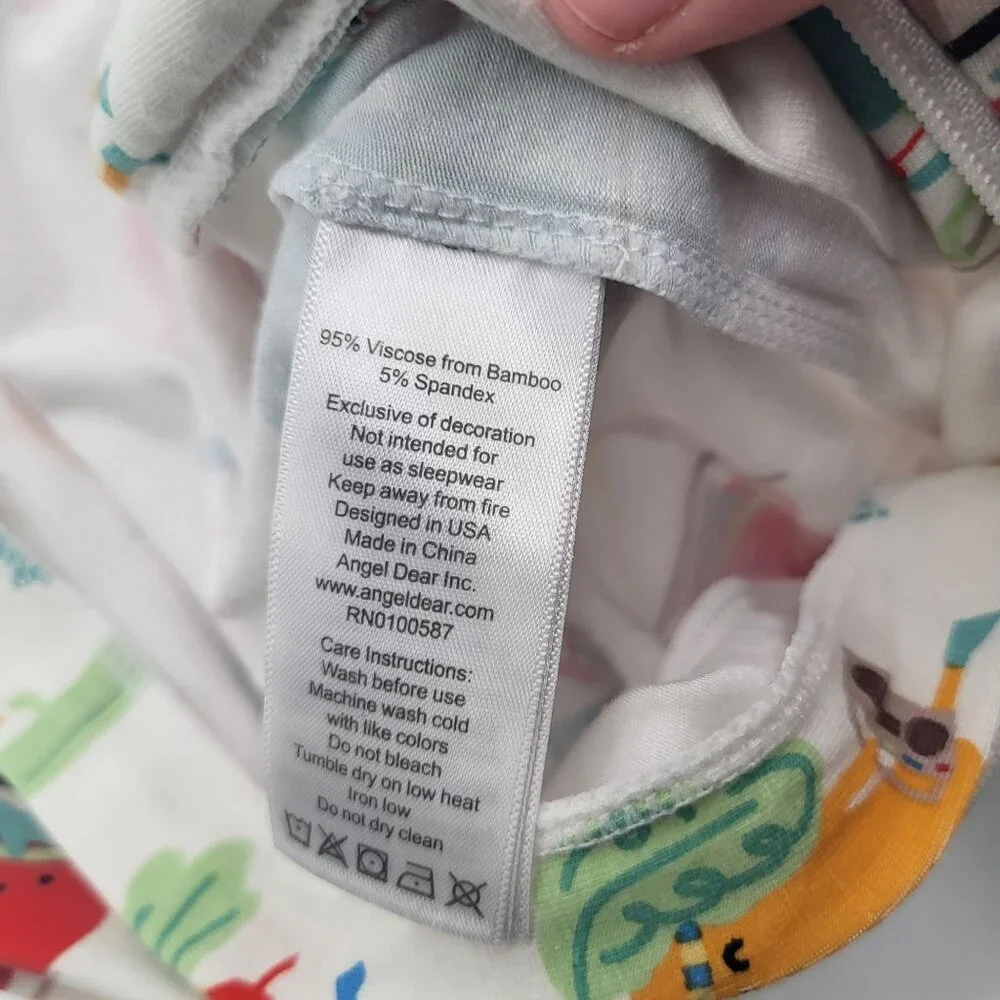 95% Viscose from Bamboo
5% Spandex
Exclusive of decoration
Not intended for
use as sleepwear
Keep away from fire
Designed in USA
Made in China
Angel Dear Inc.
www.angeldear.com
RN0100587
Care Instructions:
Wash before use
Machine wash cold
with like colors
Do not bleach
Tumble dry on low heat
Iron low
Do not dry clean